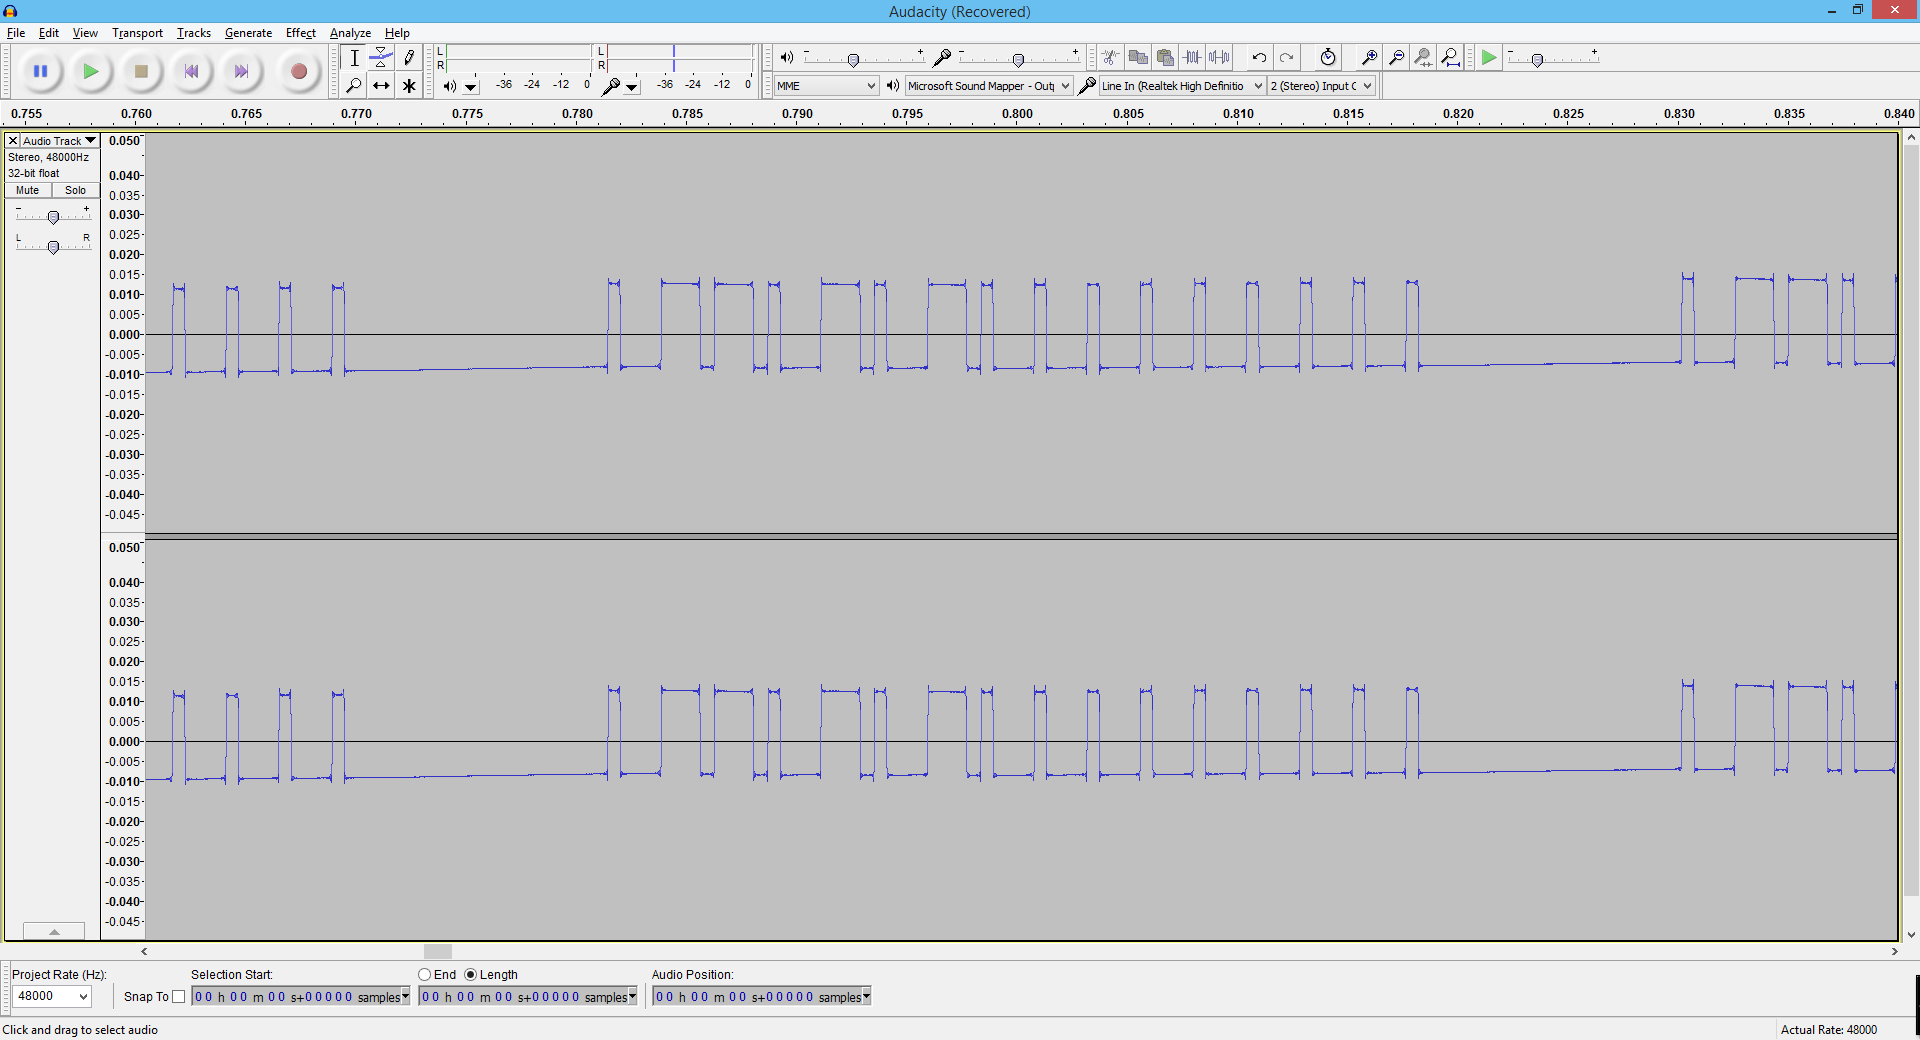 Audacity (Recovered)
File Edit View Transport Tracks Generate Effect Analyze Help
L
R
-36 -24 -12 0
L
R
-36 -24 -12 0
- +
- +
- +
MME
Microsoft Sound Mapper - Outp
Line In (Realtek High Definitio
2 (Stereo) Input C
0.755 0.760 0.765 0.770 0.775 0.780 0.785 0.790 0.795 0.800 0.805 0.810 0.815 0.820 0.825 0.830 0.835 0.840
Audio Track
Stereo, 48000Hz
32-bit float
Mute Solo
- +
L R
0.050
0.040
0.035
0.030
0.025
0.020
0.015
0.010
0.005
0.000
-0.005
-0.010
-0.015
-0.020
-0.025
-0.030
-0.035
-0.040
-0.045
0.050
0.040
0.035
0.030
0.025
0.020
0.015
0.010
0.005
0.000
-0.005
-0.010
-0.015
-0.020
-0.025
-0.030
-0.035
-0.040
-0.045
Project Rate (Hz):
48000
Snap To
Selection Start:
00 h 00 m 00 s+00000 samples
End Length
00 h 00 m 00 s+00000 samples
Audio Position:
00 h 00 m 00 s+00000 samples
Click and drag to select audio
Actual Rate: 48000